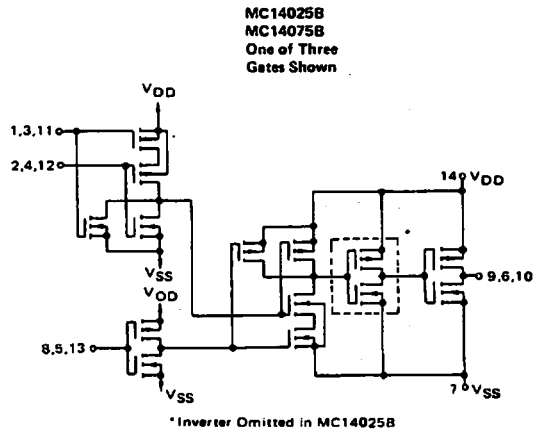 MC14025B
MC14075B
One of Three
Gates Shown
VDD
1,3,11
2,4,12
14 VDD
*
9,6,10
VSS
VDD
8,5,13
VSS
7 VSS
*Inverter Omitted in MC14025B